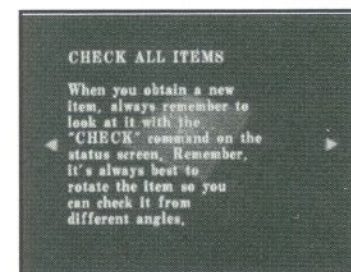 CHECK ALL ITEMS
When you obtain a new
item, always remember to
look at it with the
"CHECK" command on the
status screen. Remember,
it's always best to
rotate the item so you
can check it from
different angles.